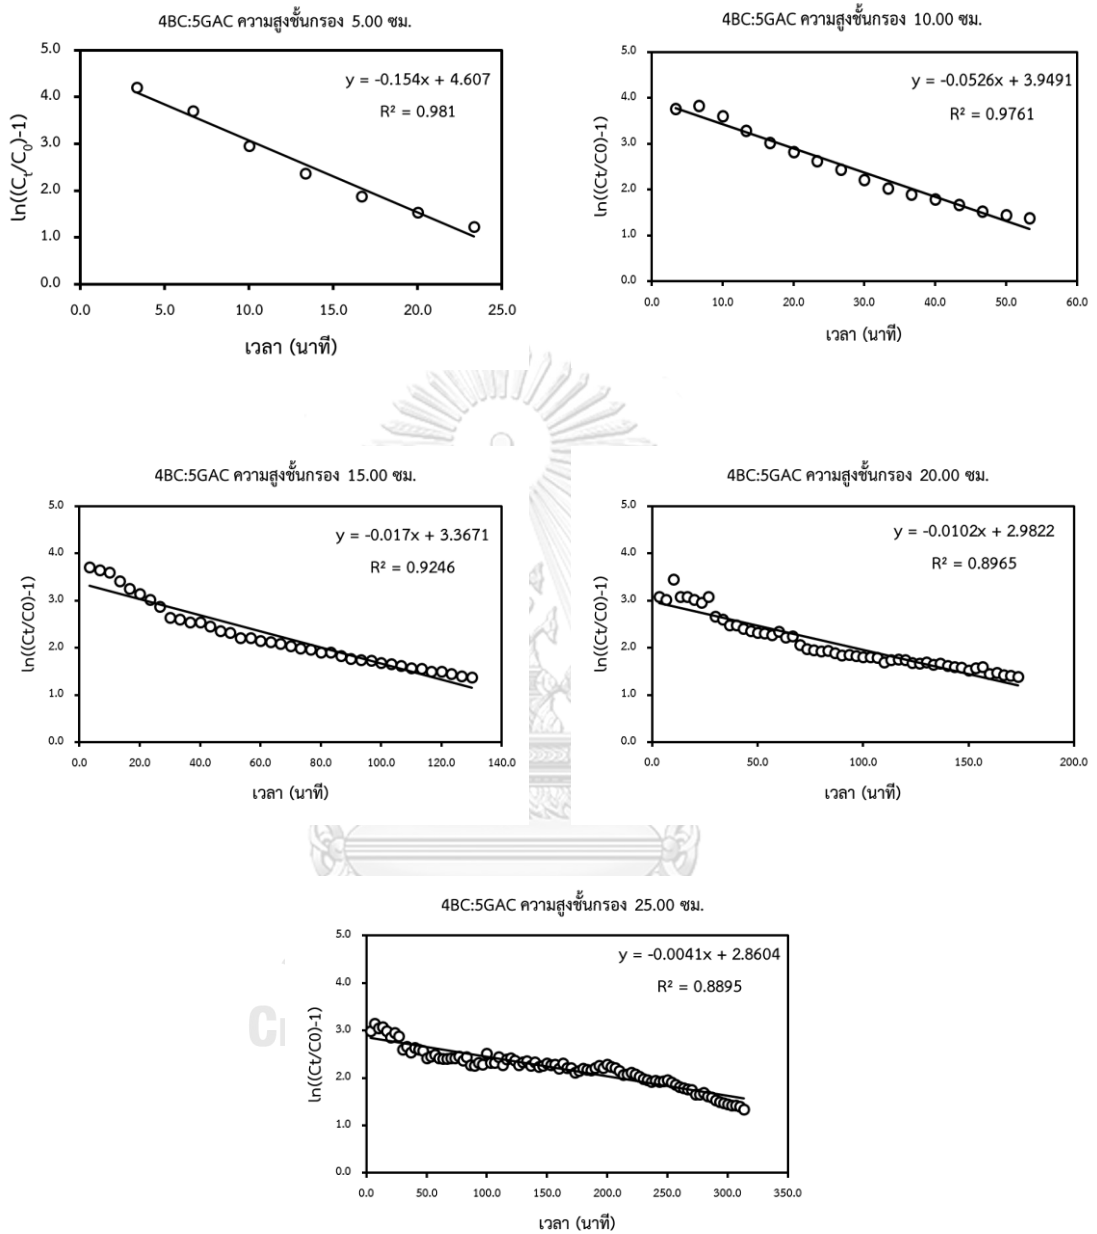 4BC:5GAC ความสูงชั้นกรอง 5.00 ซม.
5.0
4.0
3.0
2.0
1.0
0.0
ln((Cₜ/C₀)-1)
y = -0.154x + 4.607
R² = 0.981
0.0 5.0 10.0 15.0 20.0 25.0
เวลา (นาที)
4BC:5GAC ความสูงชั้นกรอง 10.00 ซม.
5.0
4.0
3.0
2.0
1.0
0.0
ln((Ct/C0)-1)
y = -0.0526x + 3.9491
R² = 0.9761
0.0 10.0 20.0 30.0 40.0 50.0 60.0
เวลา (นาที)
4BC:5GAC ความสูงชั้นกรอง 15.00 ซม.
5.0
4.0
3.0
2.0
1.0
0.0
ln((Ct/C0)-1)
y = -0.017x + 3.3671
R² = 0.9246
0.0 20.0 40.0 60.0 80.0 100.0 120.0 140.0
เวลา (นาที)
4BC:5GAC ความสูงชั้นกรอง 20.00 ซม.
5.0
4.0
3.0
2.0
1.0
0.0
ln((Ct/C0)-1)
y = -0.0102x + 2.9822
R² = 0.8965
0.0 50.0 100.0 150.0 200.0
เวลา (นาที)
4BC:5GAC ความสูงชั้นกรอง 25.00 ซม.
5.0
4.0
3.0
2.0
1.0
0.0
ln((Ct/C0)-1)
y = -0.0041x + 2.8604
R² = 0.8895
0.0 50.0 100.0 150.0 200.0 250.0 300.0 350.0
เวลา (นาที)